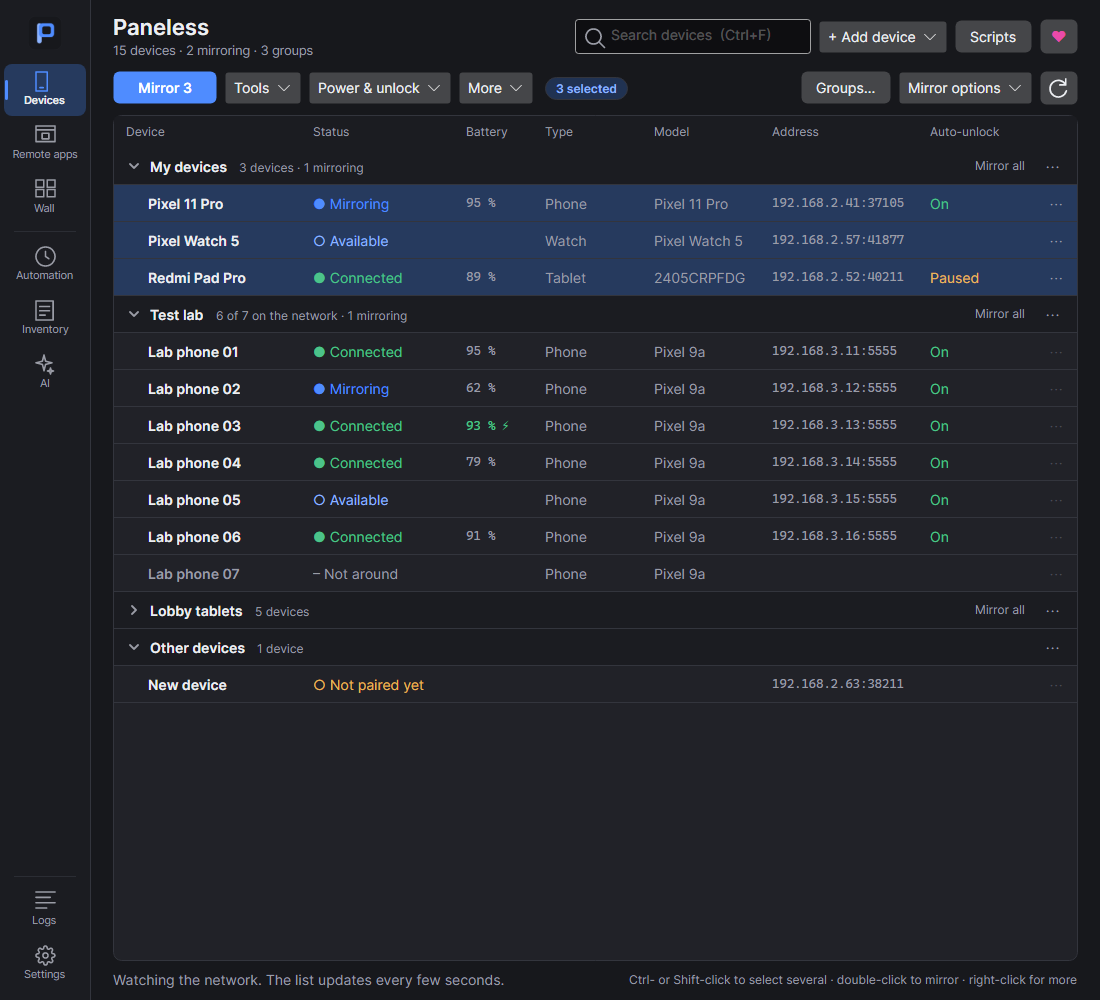 Paneless
15 devices · 2 mirroring · 3 groups
Search devices (Ctrl+F)
+ Add device
Scripts
Mirror 3
Tools
Power & unlock
More
3 selected
Groups...
Mirror options
Devices
Remote apps
Wall
Automation
Inventory
AI
Logs
Settings
Device Status Battery Type Model Address Auto-unlock
My devices 3 devices · 1 mirroring Mirror all ...
Pixel 11 Pro Mirroring 95 % Phone Pixel 11 Pro 192.168.2.41:37105 On ...
Pixel Watch 5 Available Watch Pixel Watch 5 192.168.2.57:41877 ...
Redmi Pad Pro Connected 89 % Tablet 2405CRPFDG 192.168.2.52:40211 Paused ...
Test lab 6 of 7 on the network · 1 mirroring Mirror all ...
Lab phone 01 Connected 95 % Phone Pixel 9a 192.168.3.11:5555 On ...
Lab phone 02 Mirroring 62 % Phone Pixel 9a 192.168.3.12:5555 On ...
Lab phone 03 Connected 93 % ⚡ Phone Pixel 9a 192.168.3.13:5555 On ...
Lab phone 04 Connected 79 % Phone Pixel 9a 192.168.3.14:5555 On ...
Lab phone 05 Available Phone Pixel 9a 192.168.3.15:5555 On ...
Lab phone 06 Connected 91 % Phone Pixel 9a 192.168.3.16:5555 On ...
Lab phone 07 – Not around Phone Pixel 9a ...
Lobby tablets 5 devices Mirror all ...
Other devices 1 device ...
New device Not paired yet 192.168.2.63:38211 ...
Watching the network. The list updates every few seconds.
Ctrl- or Shift-click to select several · double-click to mirror · right-click for more